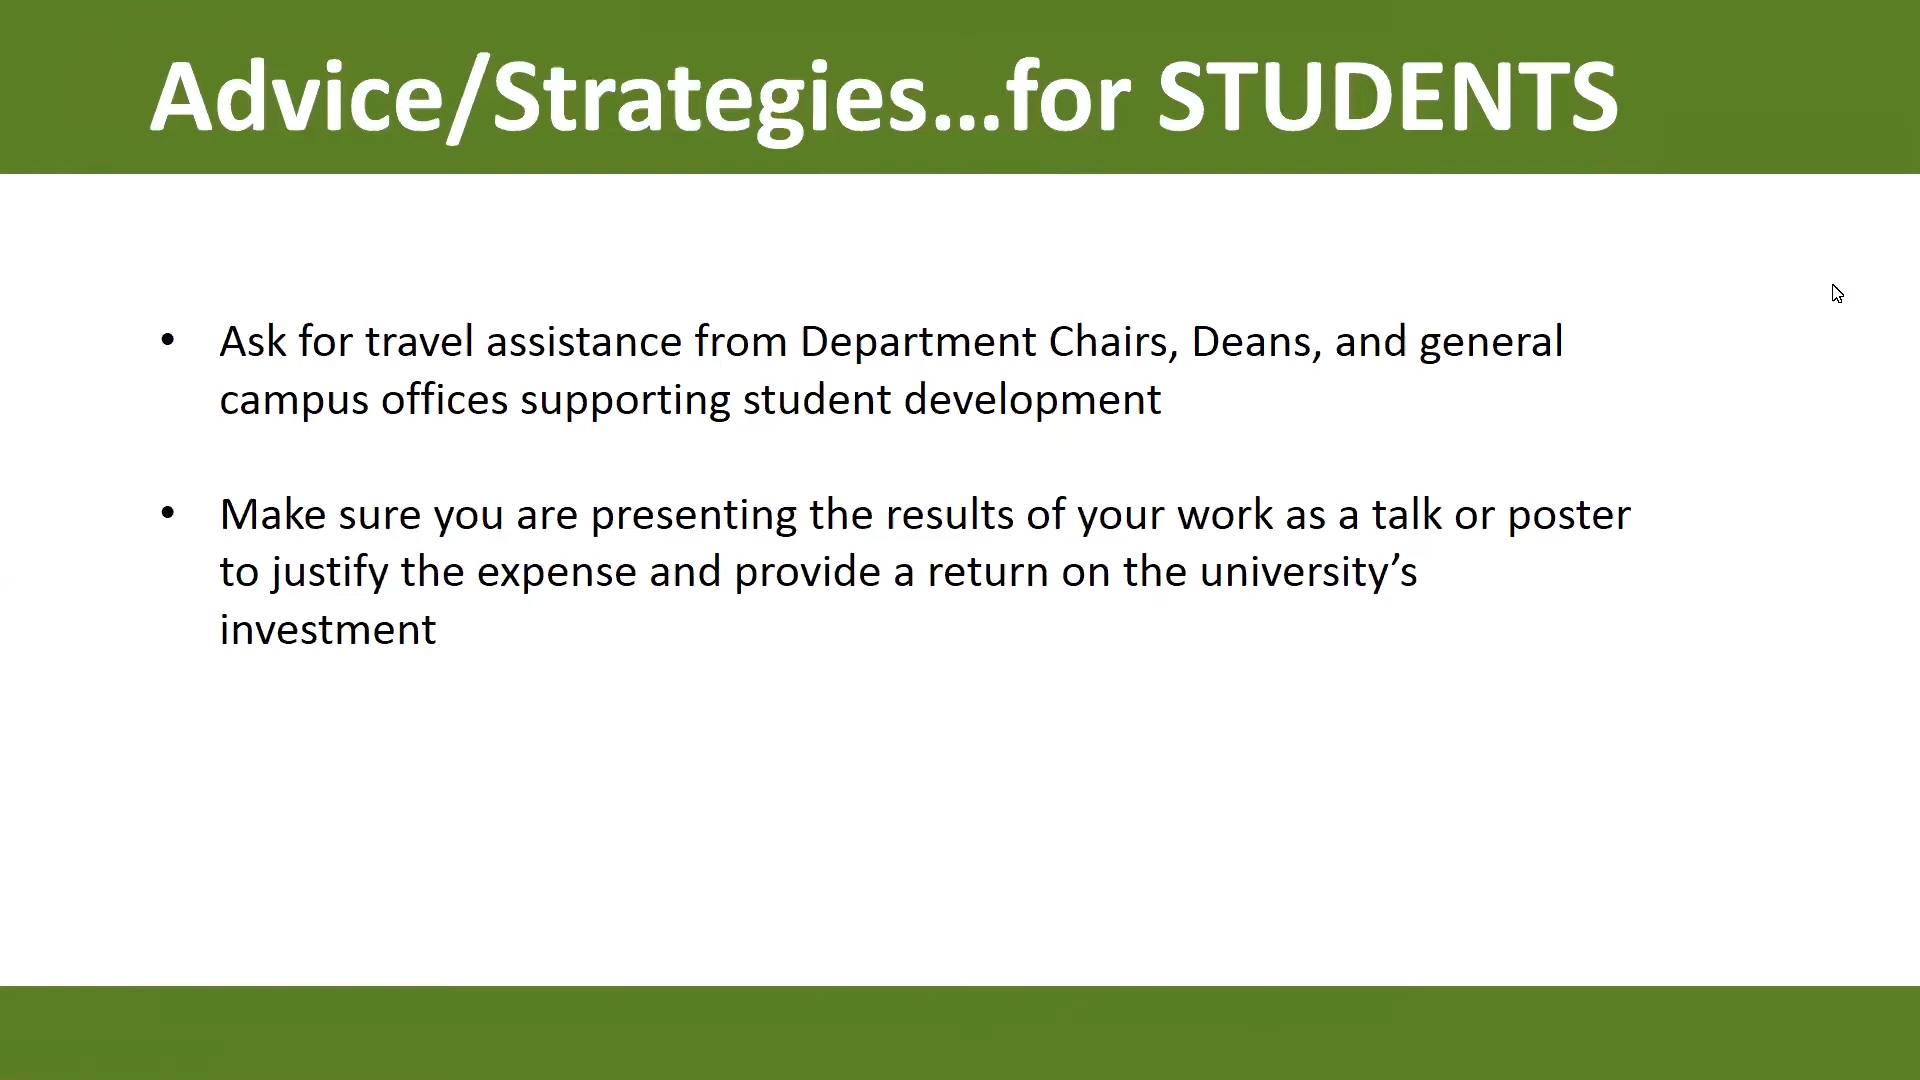 Advice/Strategies...for STUDENTS
• Ask for travel assistance from Department Chairs, Deans, and general
campus offices supporting student development
• Make sure you are presenting the results of your work as a talk or poster
to justify the expense and provide a return on the university’s
investment